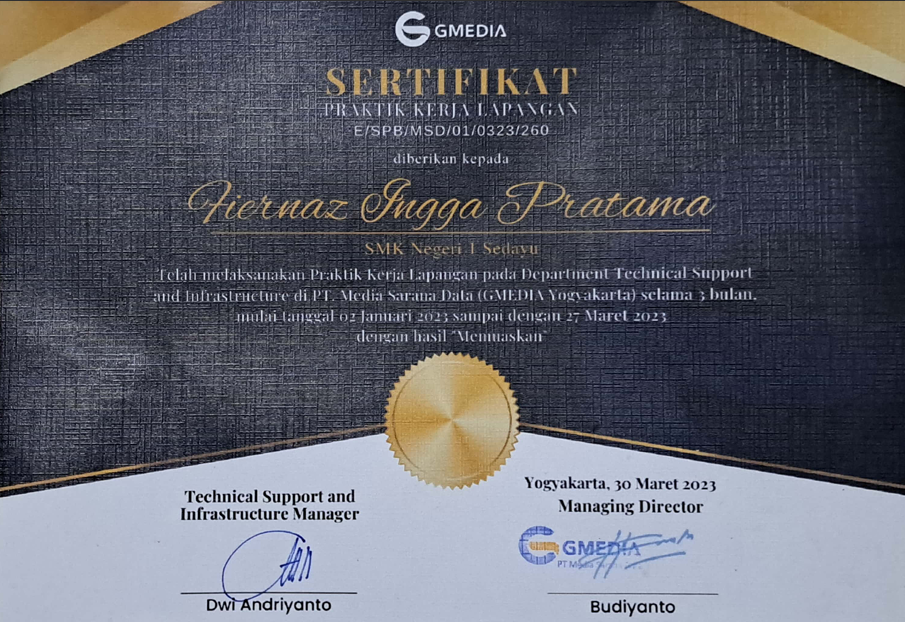 GMEDIA
SERTIFIKAT
PRAKTIK KERJA LAPANGAN
E/SPB/MSD/01/0323/260
diberikan kepada
Fiernaz Ingga Pratama
SMK Negeri 1 Sedayu
Telah melaksanakan Praktik Kerja Lapangan pada Department Technical Support
and Infrastructure di PT. Media Sarana Data (GMEDIA Yogyakarta) selama 3 bulan,
mulai tanggal 02 Januari 2023 sampai dengan 27 Maret 2023
dengan hasil "Memuaskan"
Technical Support and
Infrastructure Manager
Dwi Andriyanto
Yogyakarta, 30 Maret 2023
Managing Director
GMEDIA
PT Media
Budiyanto